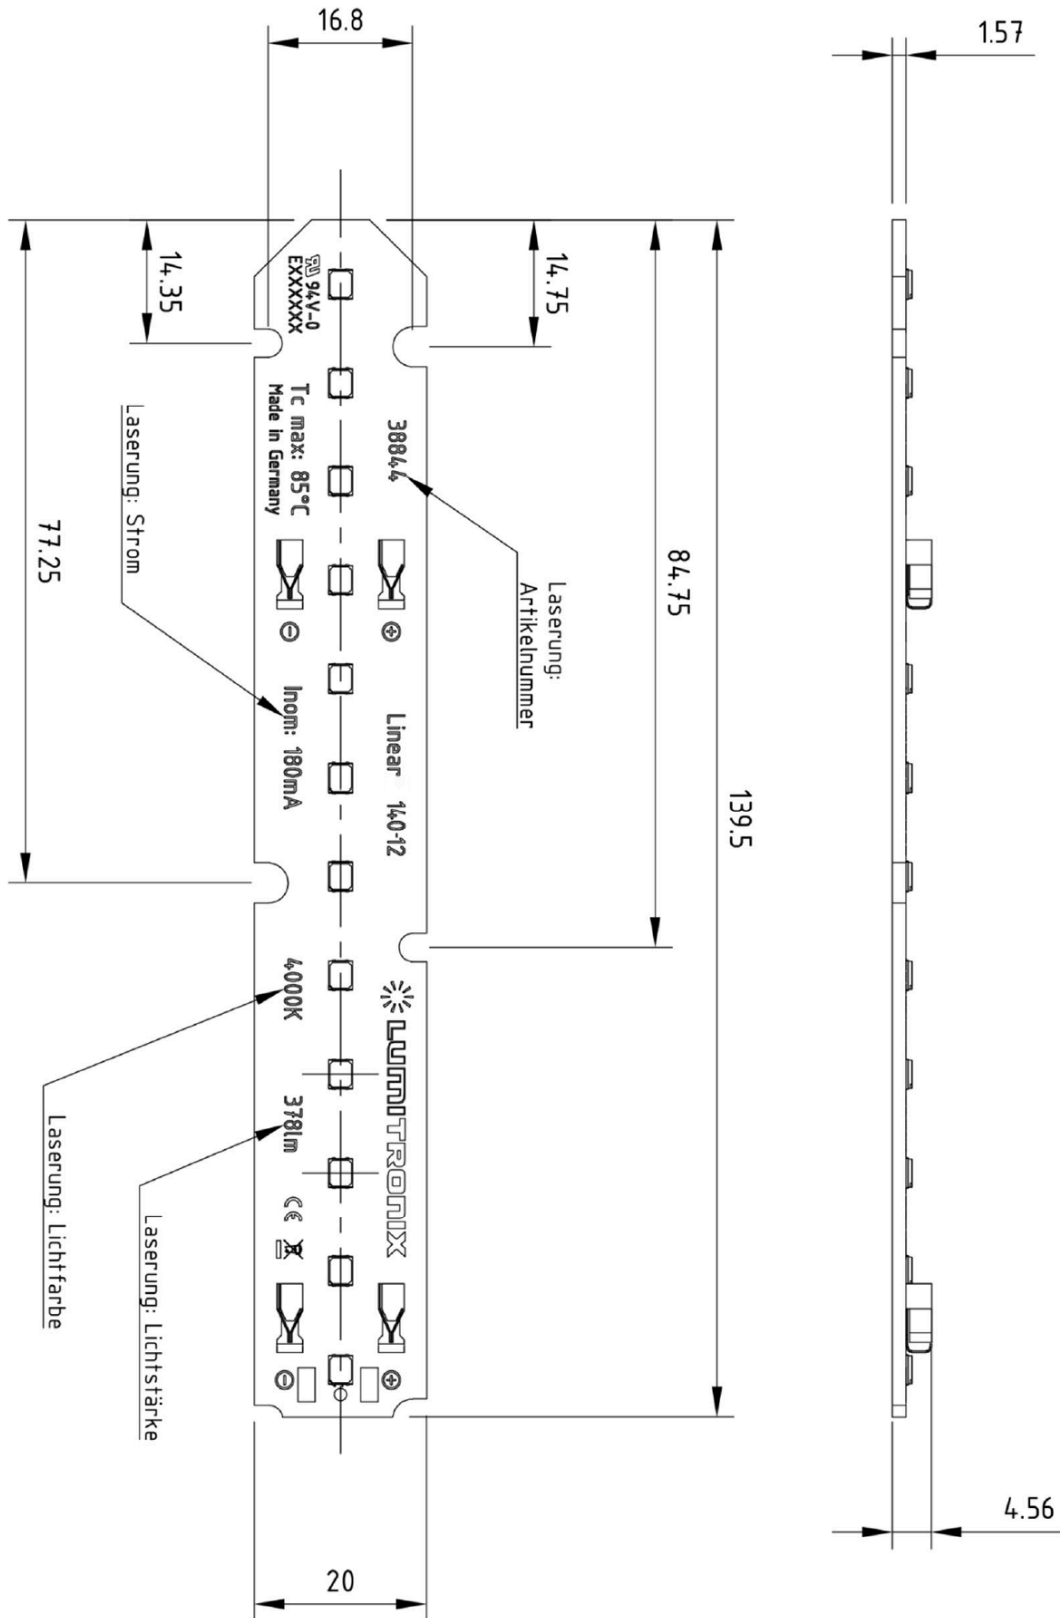 16.8
1.57
14.35
14.75
77.25
84.75
139.5
4.56
20
94V-0
EXXXXXX
Tc max: 85°C
Made in Germany
38844
Laserung: Strom
Laserung:
Artikelnummer
⊖
⊕
Inom: 180mA
Linear 140-12
4000K
LUMITRONIX
378lm
CE
Laserung: Lichtfarbe
Laserung: Lichtstärke
⊖
⊕